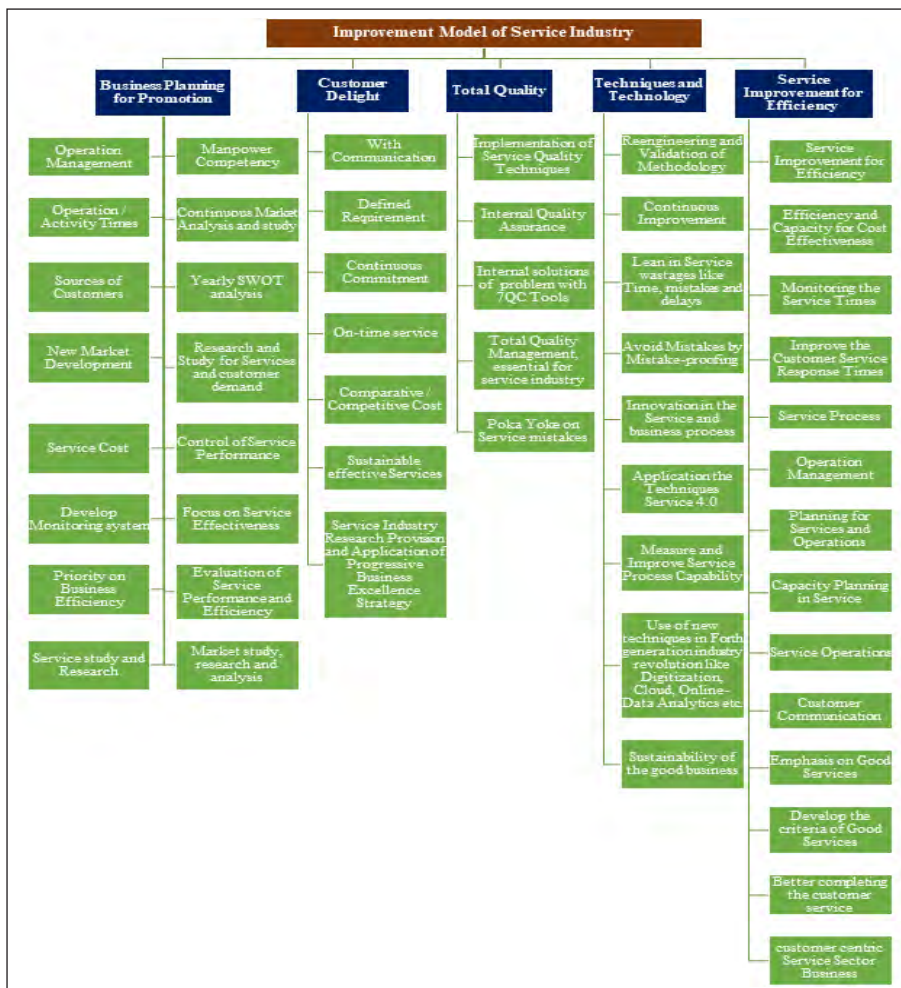 Improvement Model of Service Industry
Business Planning
for Promotion
Operation
Management
Manpower
Competency
Operation /
Activity Times
Continuous Market
Analysis and study
Sources of
Customers
Yearly SWOT
analysis
New Market
Development
Research and
Study for Services
and customer
demand
Service Cost
Control of Service
Performance
Develop
Monitoring system
Focus on Service
Effectiveness
Priority on
Business
Efficiency
Evaluation of
Service
Performance and
Efficiency
Service study and
Research
Market study,
research and
analysis
Customer
Delight
With
Communication
Defined
Requirement
Continuous
Commitment
On-time service
Comparative /
Competitive Cost
Sustainable
effective Services
Service Industry
Research Provision
and Application of
Progressive
Business
Excellence
Strategy
Total Quality
Implementation of
Service Quality
Techniques
Internal Quality
Assurance
Internal solutions
of problem with
7QC Tools
Total Quality
Management,
essential for
service industry
Poka Yoke on
Service mistakes
Techniques and
Technology
Reengineering and
Validation of
Methodology
Continuous
Improvement
Lean in Service
wastages like
Time, mistakes and
delays
Avoid Mistakes by
Mistake-proofing
Innovation in the
Service and
business process
Application the
Techniques
Service 4.0
Measure and
Improve Service
Process Capability
Use of new
techniques in Forth
generation industry
revolution like
Digitization,
Cloud, Online-
Data Analytics etc.
Sustainability of
the good business
Service
Improvement for
Efficiency
Service
Improvement for
Efficiency
Efficiency and
Capacity for Cost
Effectiveness
Monitoring the
Service Times
Improve the
Customer Service
Response Times
Service Process
Operation
Management
Planning for
Services and
Operations
Capacity Planning
in Service
Service Operations
Customer
Communication
Emphasis on Good
Services
Develop the
criteria of Good
Services
Better completing
the customer
service
customer centric
Service Sector
Business